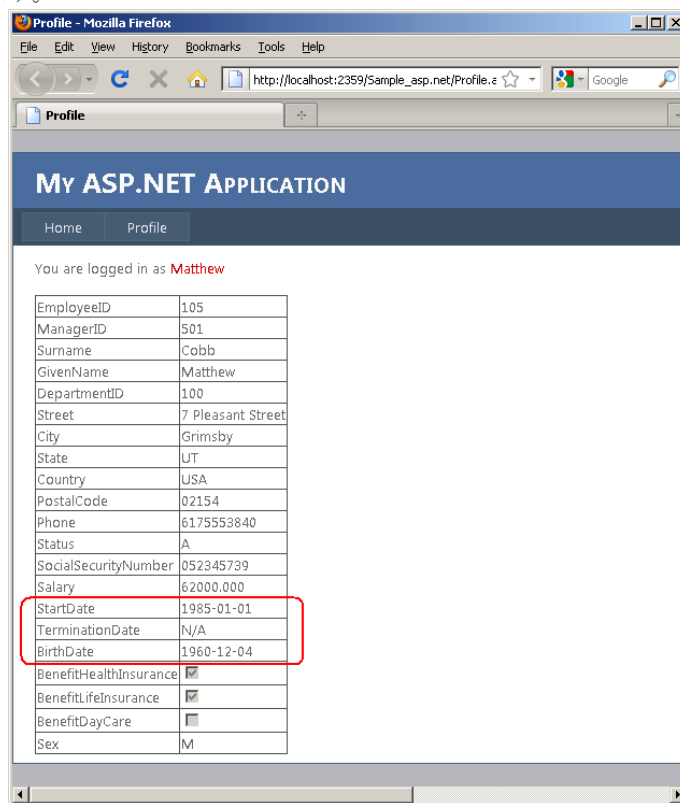 Profile - Mozilla Firefox
File Edit View History Bookmarks Tools Help
http://localhost:2359/Sample_asp.net/Profile.a Google
Profile
MY ASP.NET APPLICATION
Home Profile
You are logged in as Matthew
EmployeeID 105
ManagerID 501
Surname Cobb
GivenName Matthew
DepartmentID 100
Street 7 Pleasant Street
City Grimsby
State UT
Country USA
PostalCode 02154
Phone 6175553840
Status A
SocialSecurityNumber 052345739
Salary 62000.000
StartDate 1985-01-01
TerminationDate N/A
BirthDate 1960-12-04
BenefitHealthInsurance
BenefitLifeInsurance
BenefitDayCare
Sex M